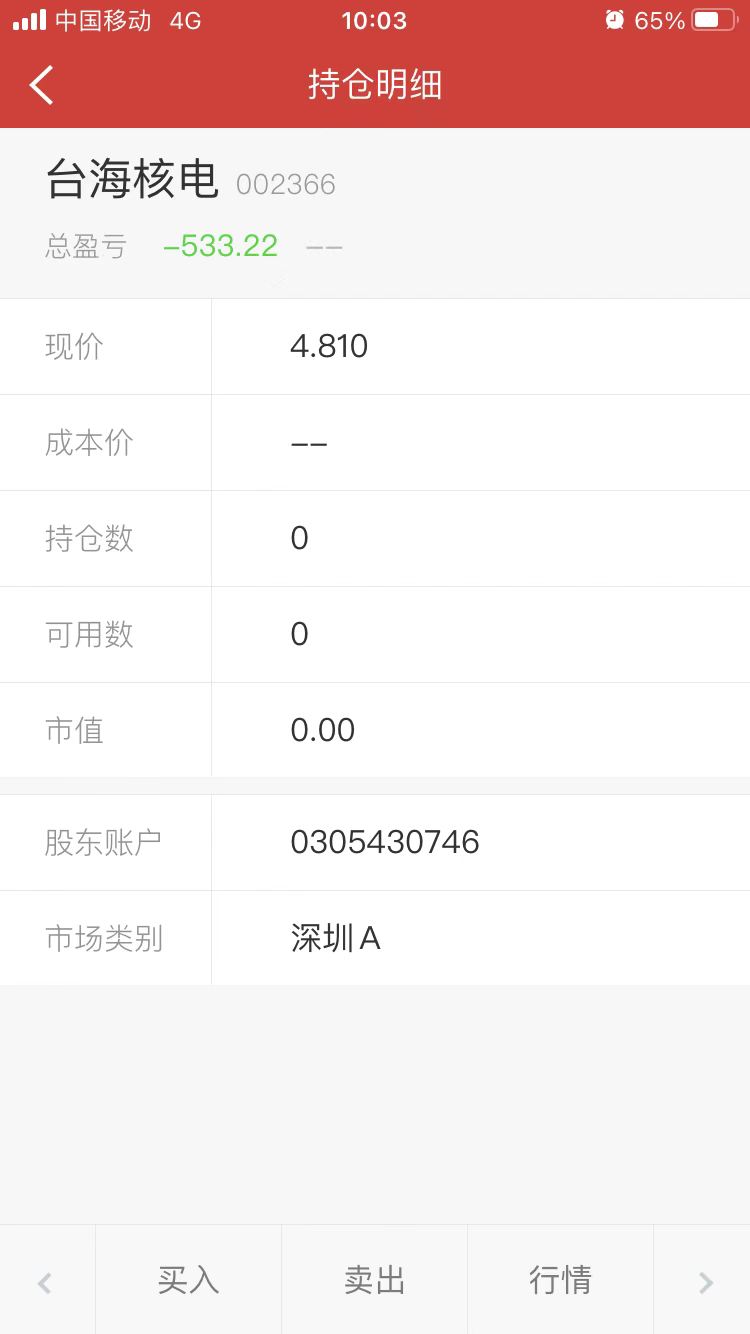 中国移动 4G 10:03 65%
持仓明细
台海核电 002366
总盈亏 -533.22 --
现价 4.810
成本价 --
持仓数 0
可用数 0
市值 0.00
股东账户 0305430746
市场类别 深圳A
买入 卖出 行情